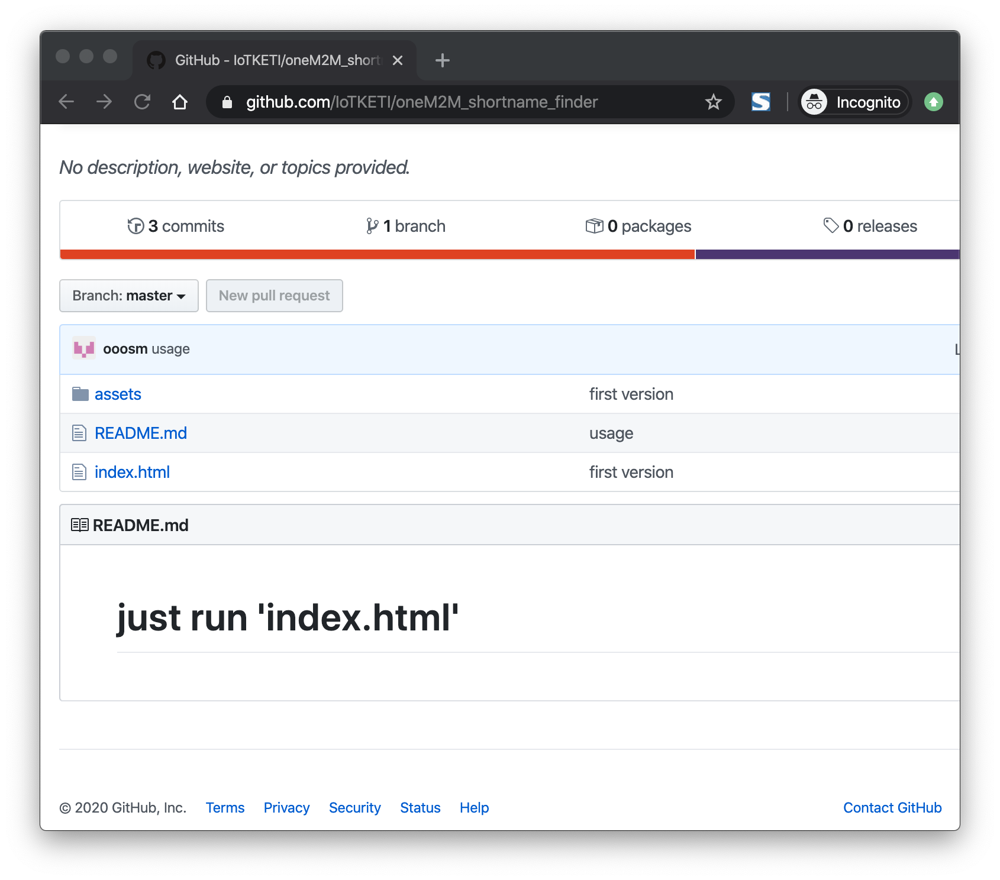 GitHub - IoTKETI/oneM2M_short
github.com/IoTKETI/oneM2M_shortname_finder
Incognito
No description, website, or topics provided.
3 commits
1 branch
0 packages
0 releases
Branch: master
New pull request
ooosm usage
assets
first version
README.md
usage
index.html
first version
README.md
just run 'index.html'
© 2020 GitHub, Inc.
Terms
Privacy
Security
Status
Help
Contact GitHub